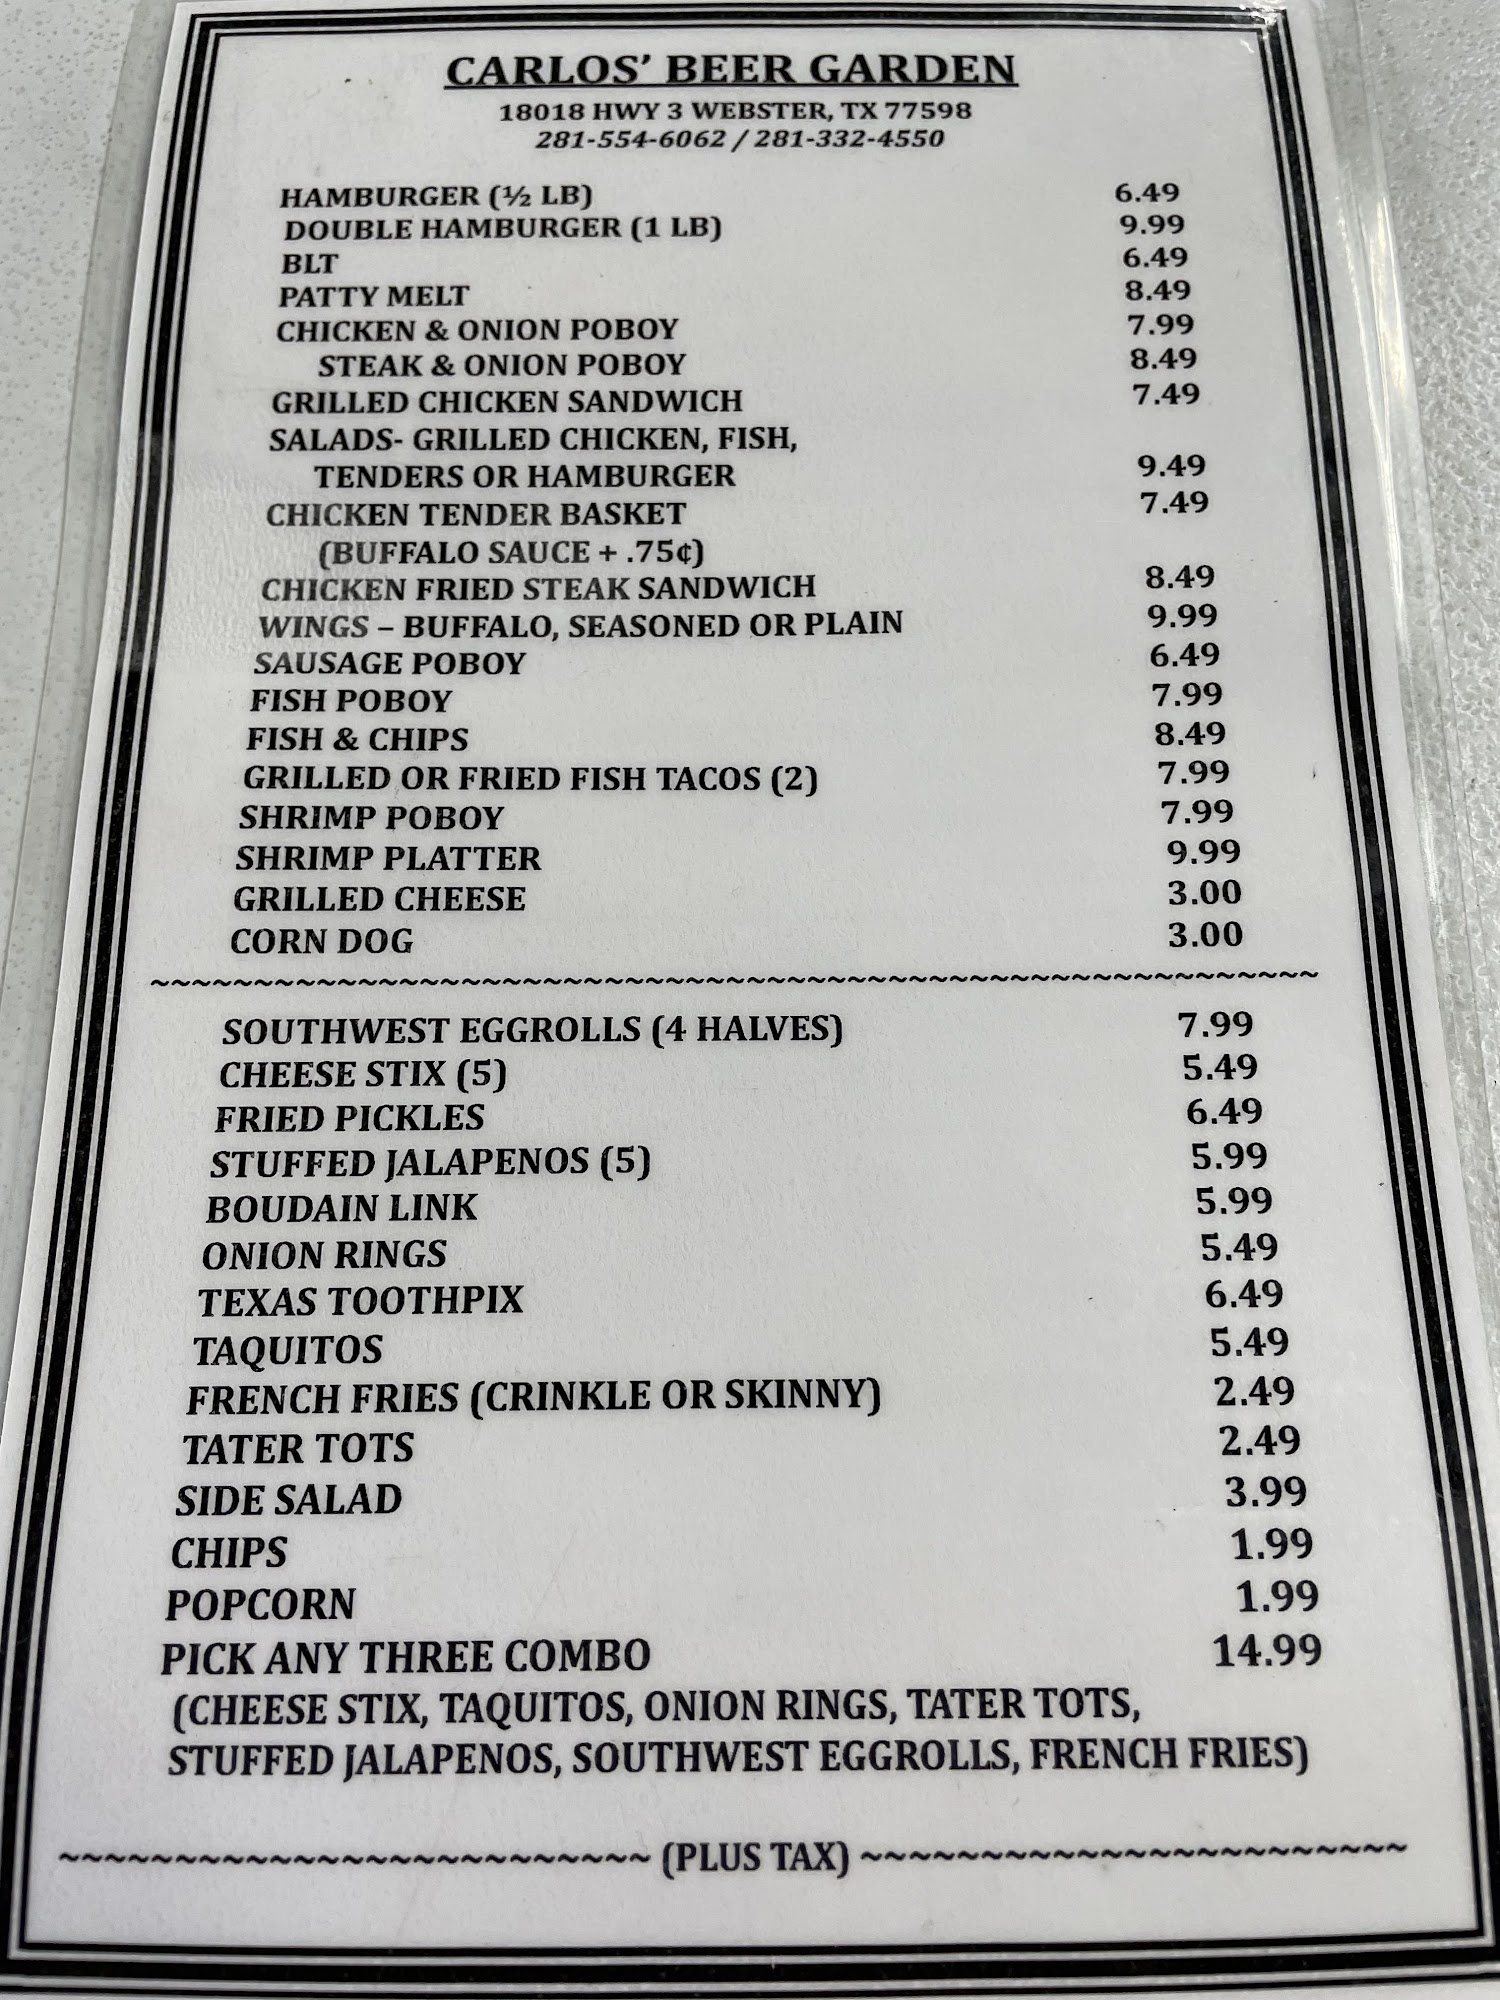 CARLOS' BEER GARDEN
18018 HWY 3 WEBSTER, TX 77598
281-554-6062 / 281-332-4550
HAMBURGER (½ LB) 6.49
DOUBLE HAMBURGER (1 LB) 9.99
BLT 6.49
PATTY MELT 8.49
CHICKEN & ONION POBOY 7.99
STEAK & ONION POBOY 8.49
GRILLED CHICKEN SANDWICH 7.49
SALADS- GRILLED CHICKEN, FISH,
TENDERS OR HAMBURGER 9.49
CHICKEN TENDER BASKET 7.49
(BUFFALO SAUCE + .75¢)
CHICKEN FRIED STEAK SANDWICH 8.49
WINGS – BUFFALO, SEASONED OR PLAIN 9.99
SAUSAGE POBOY 6.49
FISH POBOY 7.99
FISH & CHIPS 8.49
GRILLED OR FRIED FISH TACOS (2) 7.99
SHRIMP POBOY 7.99
SHRIMP PLATTER 9.99
GRILLED CHEESE 3.00
CORN DOG 3.00
SOUTHWEST EGGROLLS (4 HALVES) 7.99
CHEESE STIX (5) 5.49
FRIED PICKLES 6.49
STUFFED JALAPENOS (5) 5.99
BOUDAIN LINK 5.99
ONION RINGS 5.49
TEXAS TOOTHPIX 6.49
TAQUITOS 5.49
FRENCH FRIES (CRINKLE OR SKINNY) 2.49
TATER TOTS 2.49
SIDE SALAD 3.99
CHIPS 1.99
POPCORN 1.99
PICK ANY THREE COMBO 14.99
(CHEESE STIX, TAQUITOS, ONION RINGS, TATER TOTS,
STUFFED JALAPENOS, SOUTHWEST EGGROLLS, FRENCH FRIES)
(PLUS TAX)